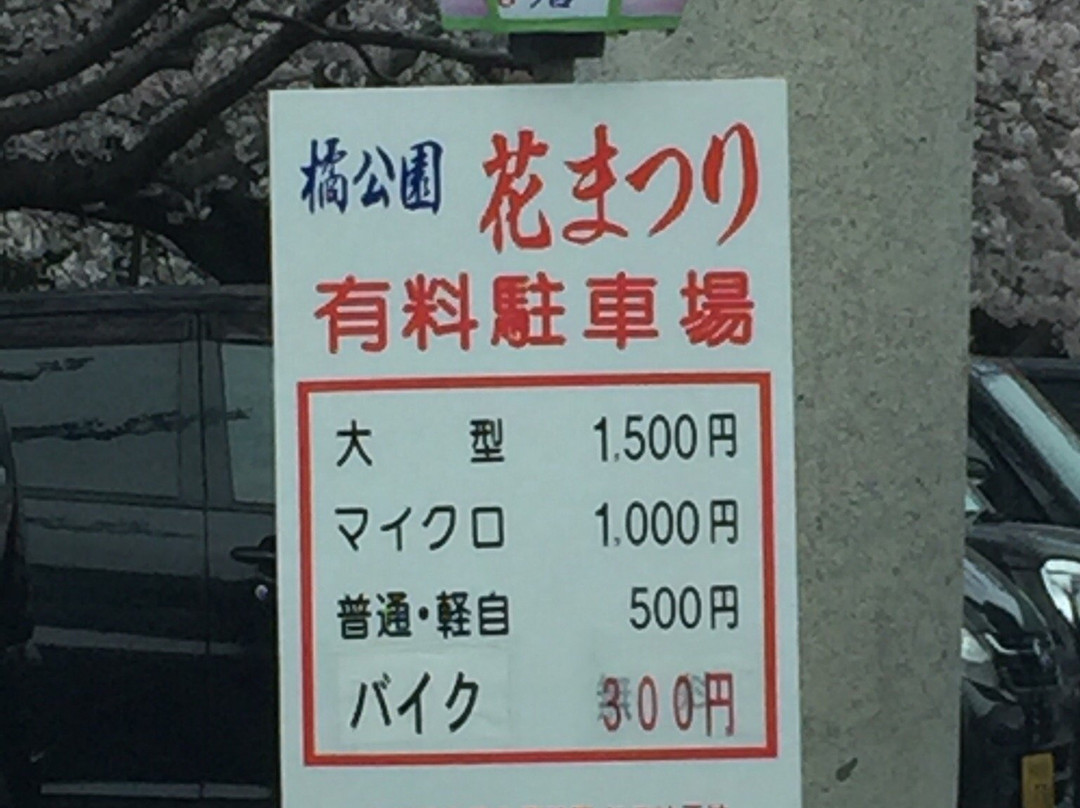 橘公園 花まつり
有料駐車場
大型 1,500円
マイクロ 1,000円
普通・軽自 500円
バイク 300円